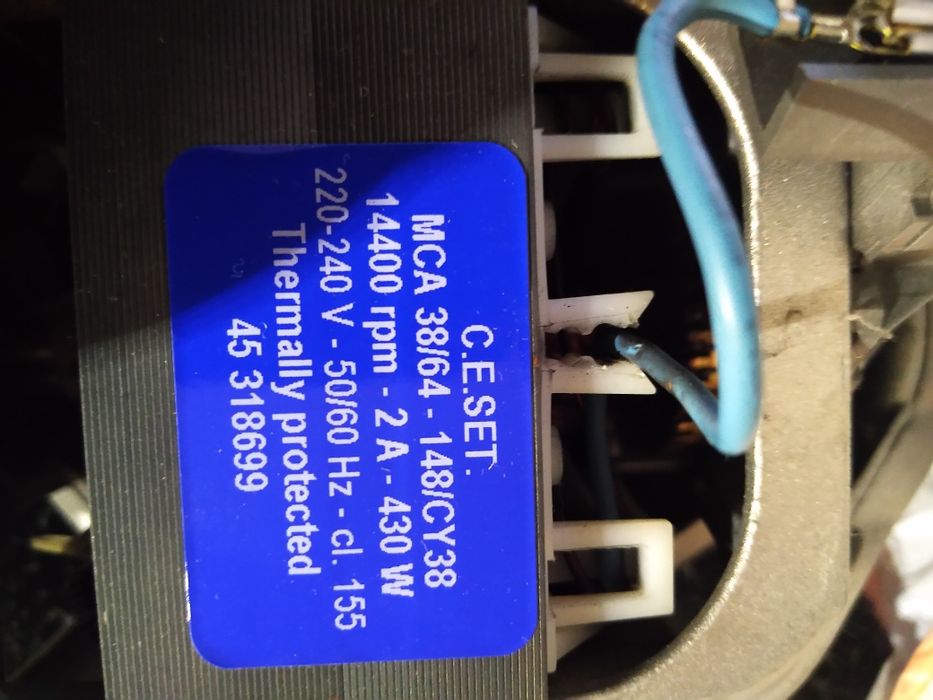 C.E.SET.
MCA 38/64 - 148/CY38
14400 rpm - 2 A - 430 W
220-240 V - 50/60 Hz - cl. 155
Thermally protected
45 318699